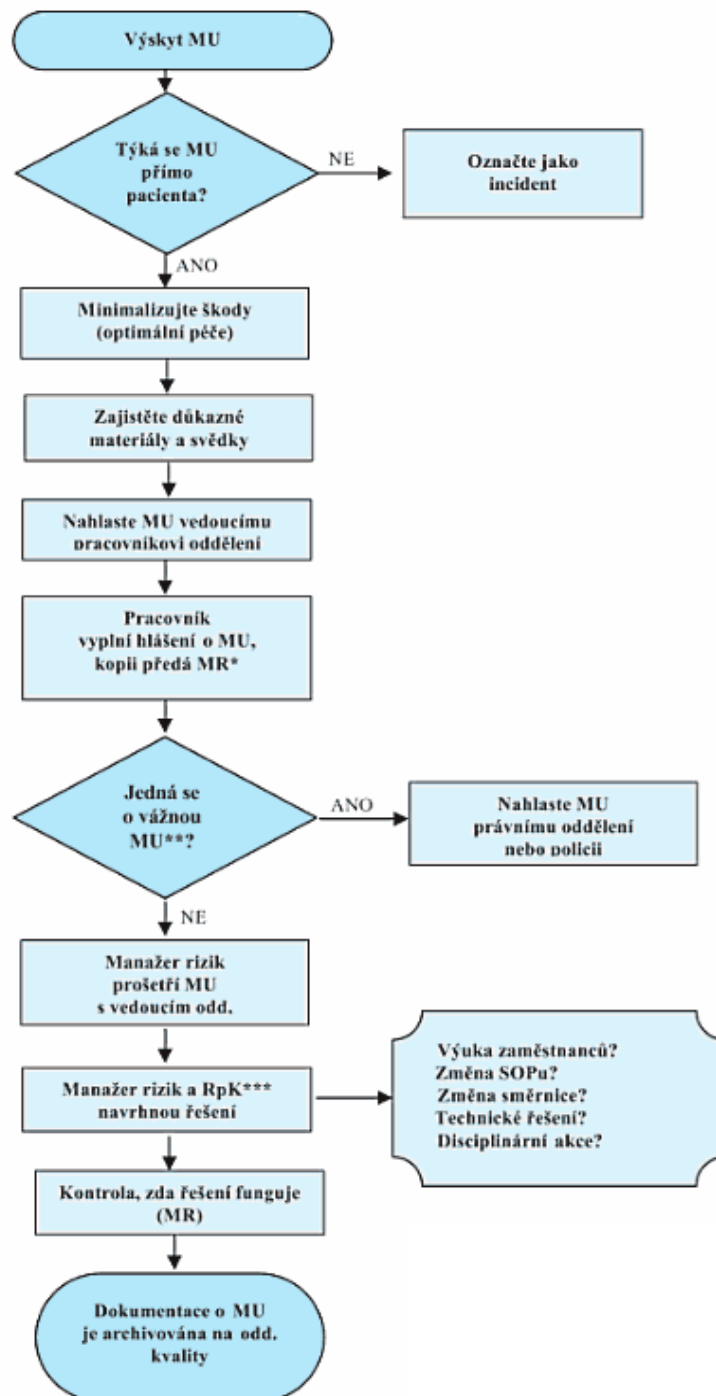 Výskyt MU
Týká se MU
přímo
pacienta?
NE
Označte jako
incident
ANO
Minimalizujte škody
(optimální péče)
Zajistěte důkazné
materiály a svědky
Nahlaste MU vedoucímu
pracovníkovi oddělení
Pracovník
vyplní hlášení o MU,
kopii předá MR*
Jedná se
o vážnou
MU**?
ANO
Nahlaste MU
právnímu oddělení
nebo policii
NE
Manažer rizik
prošetří MU
s vedoucím odd.
Manažer rizik a RpK***
navrhnou řešení
Výuka zaměstnanců?
Změna SOPu?
Změna směrnice?
Technické řešení?
Disciplinární akce?
Kontrola, zda řešení funguje
(MR)
Dokumentace o MU
je archivována na odd.
kvality